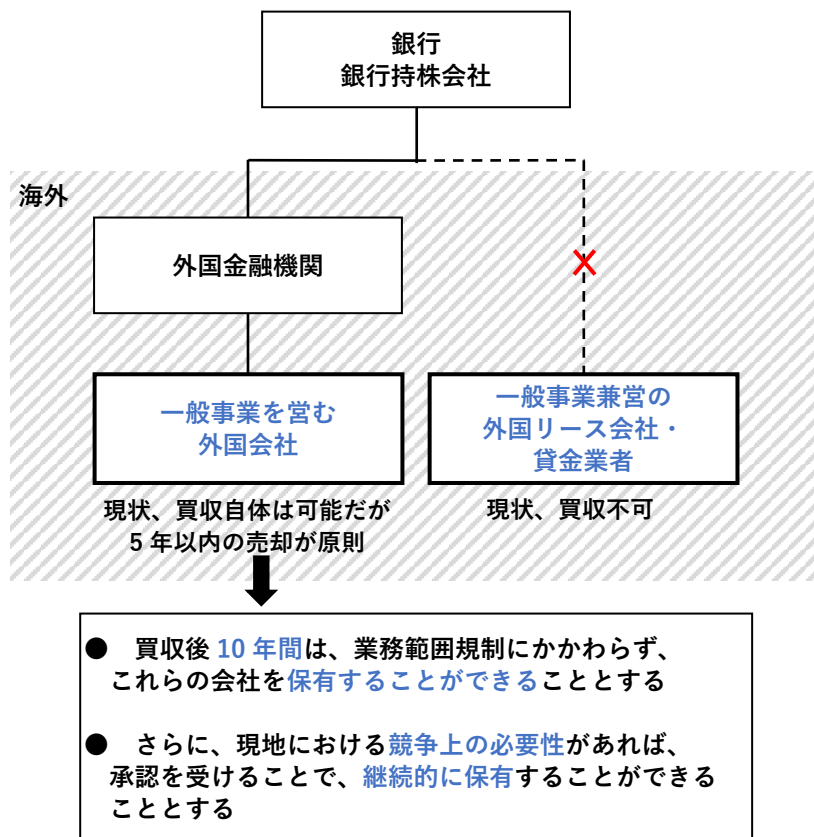 銀行
銀行持株会社
海外
外国金融機関
一般事業を営む
外国会社
一般事業兼営の
外国リース会社・
貸金業者
現状、買収自体は可能だが
5 年以内の売却が原則
現状、買収不可
● 買収後 10 年間は、業務範囲規制にかかわらず、
これらの会社を保有することができることとする
● さらに、現地における競争上の必要性があれば、
承認を受けることで、継続的に保有することができる
こととする